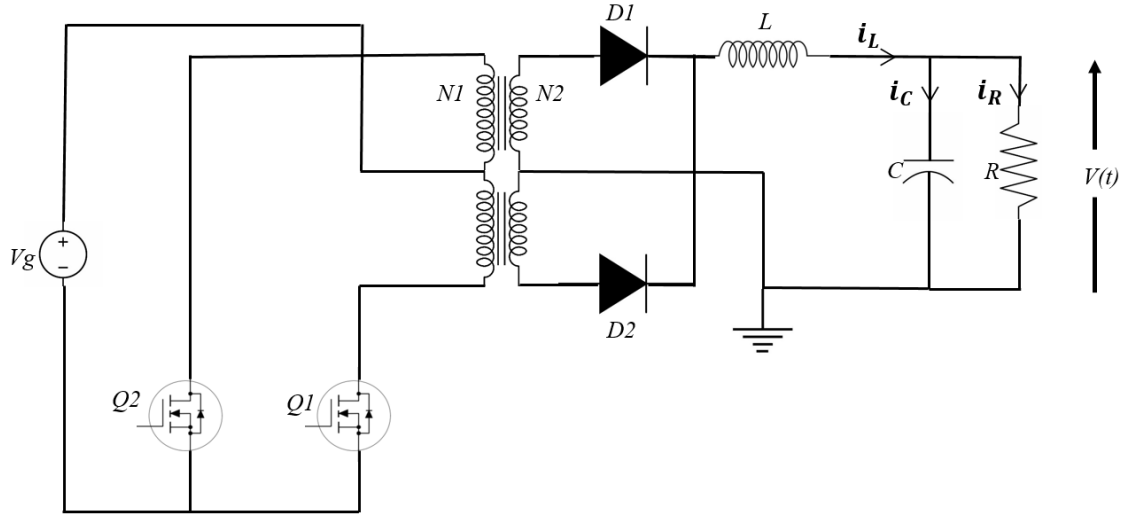 D1
L
i_L
N1
N2
i_C
i_R
C
R
V(t)
Vg
+
−
D2
Q2
Q1